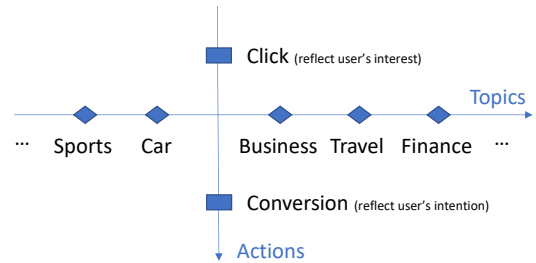 Click (reflect user's interest)
Topics
... Sports Car Business Travel Finance ...
Conversion (reflect user's intention)
Actions